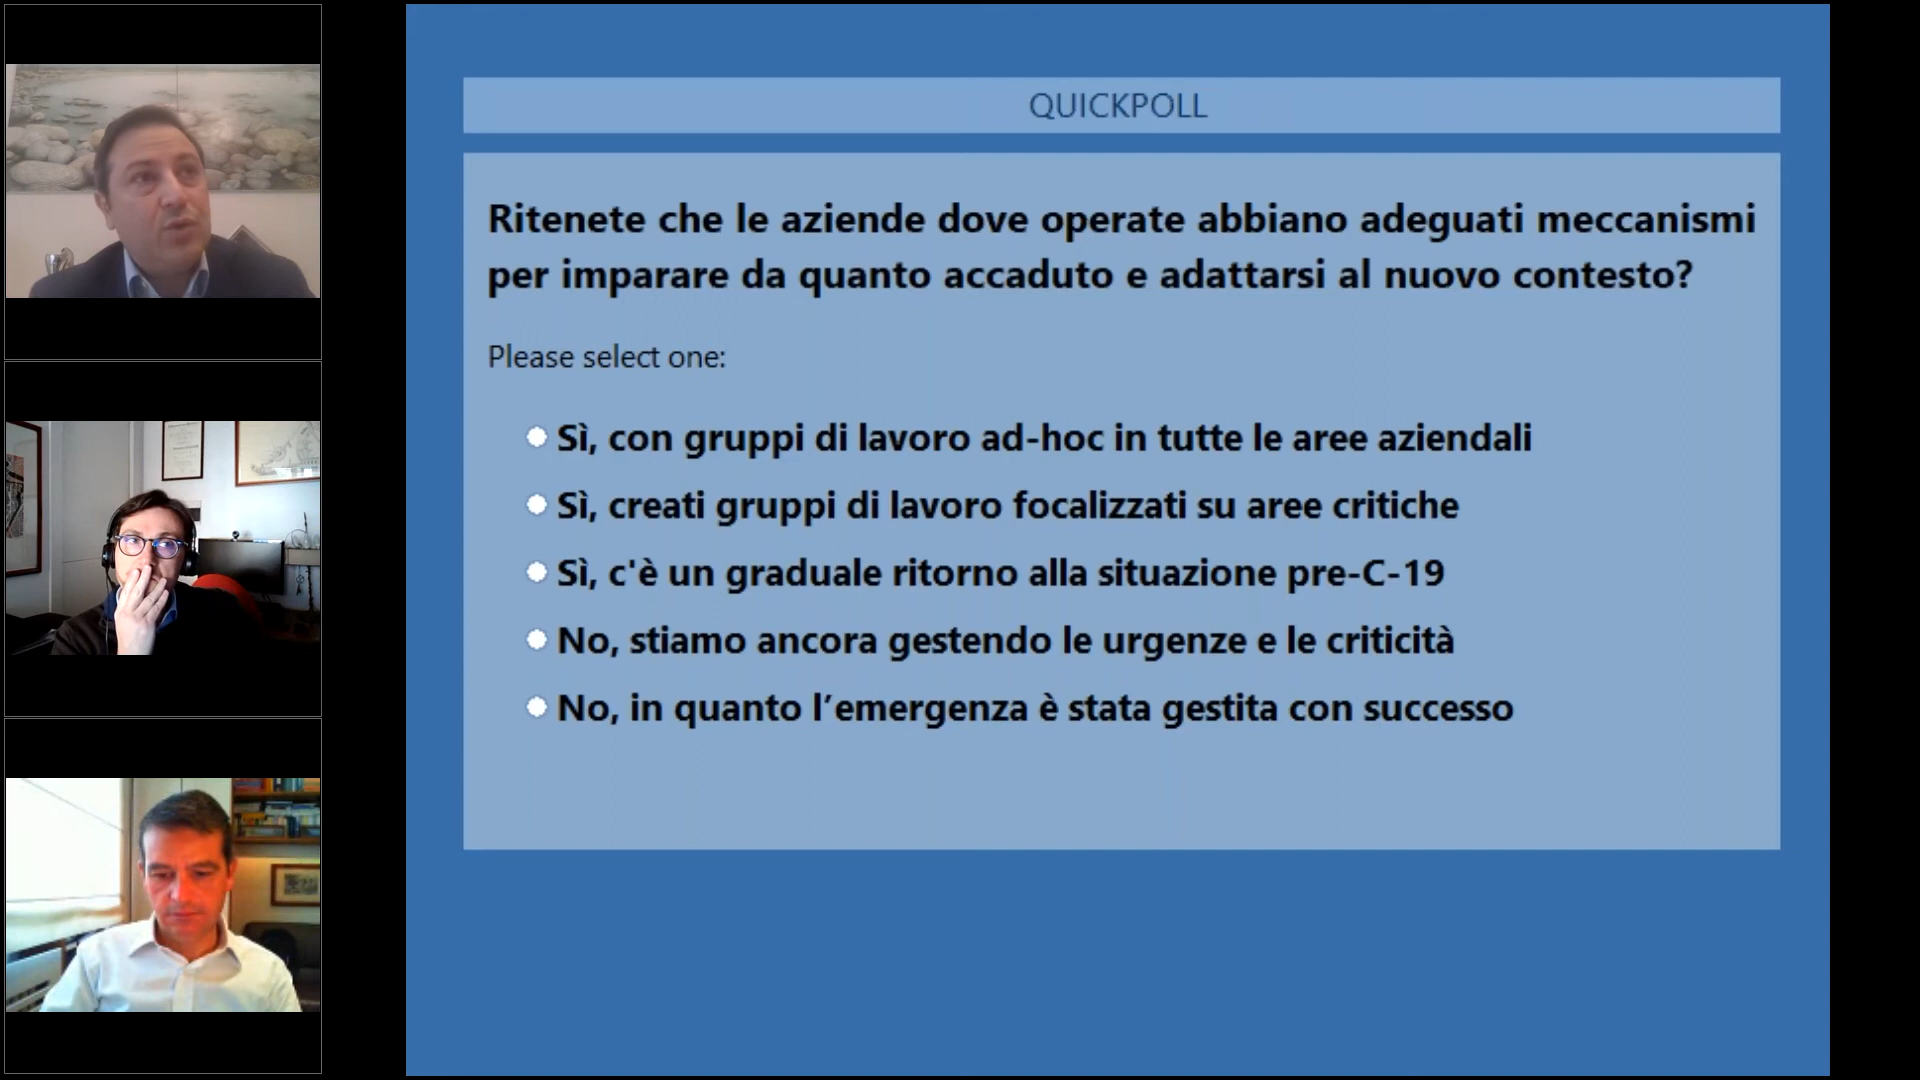 QUICKPOLL
Ritenete che le aziende dove operate abbiano adeguati meccanismi
per imparare da quanto accaduto e adattarsi al nuovo contesto?
Please select one:
Sì, con gruppi di lavoro ad-hoc in tutte le aree aziendali
Sì, creati gruppi di lavoro focalizzati su aree critiche
Sì, c'è un graduale ritorno alla situazione pre-C-19
No, stiamo ancora gestendo le urgenze e le criticità
No, in quanto l’emergenza è stata gestita con successo